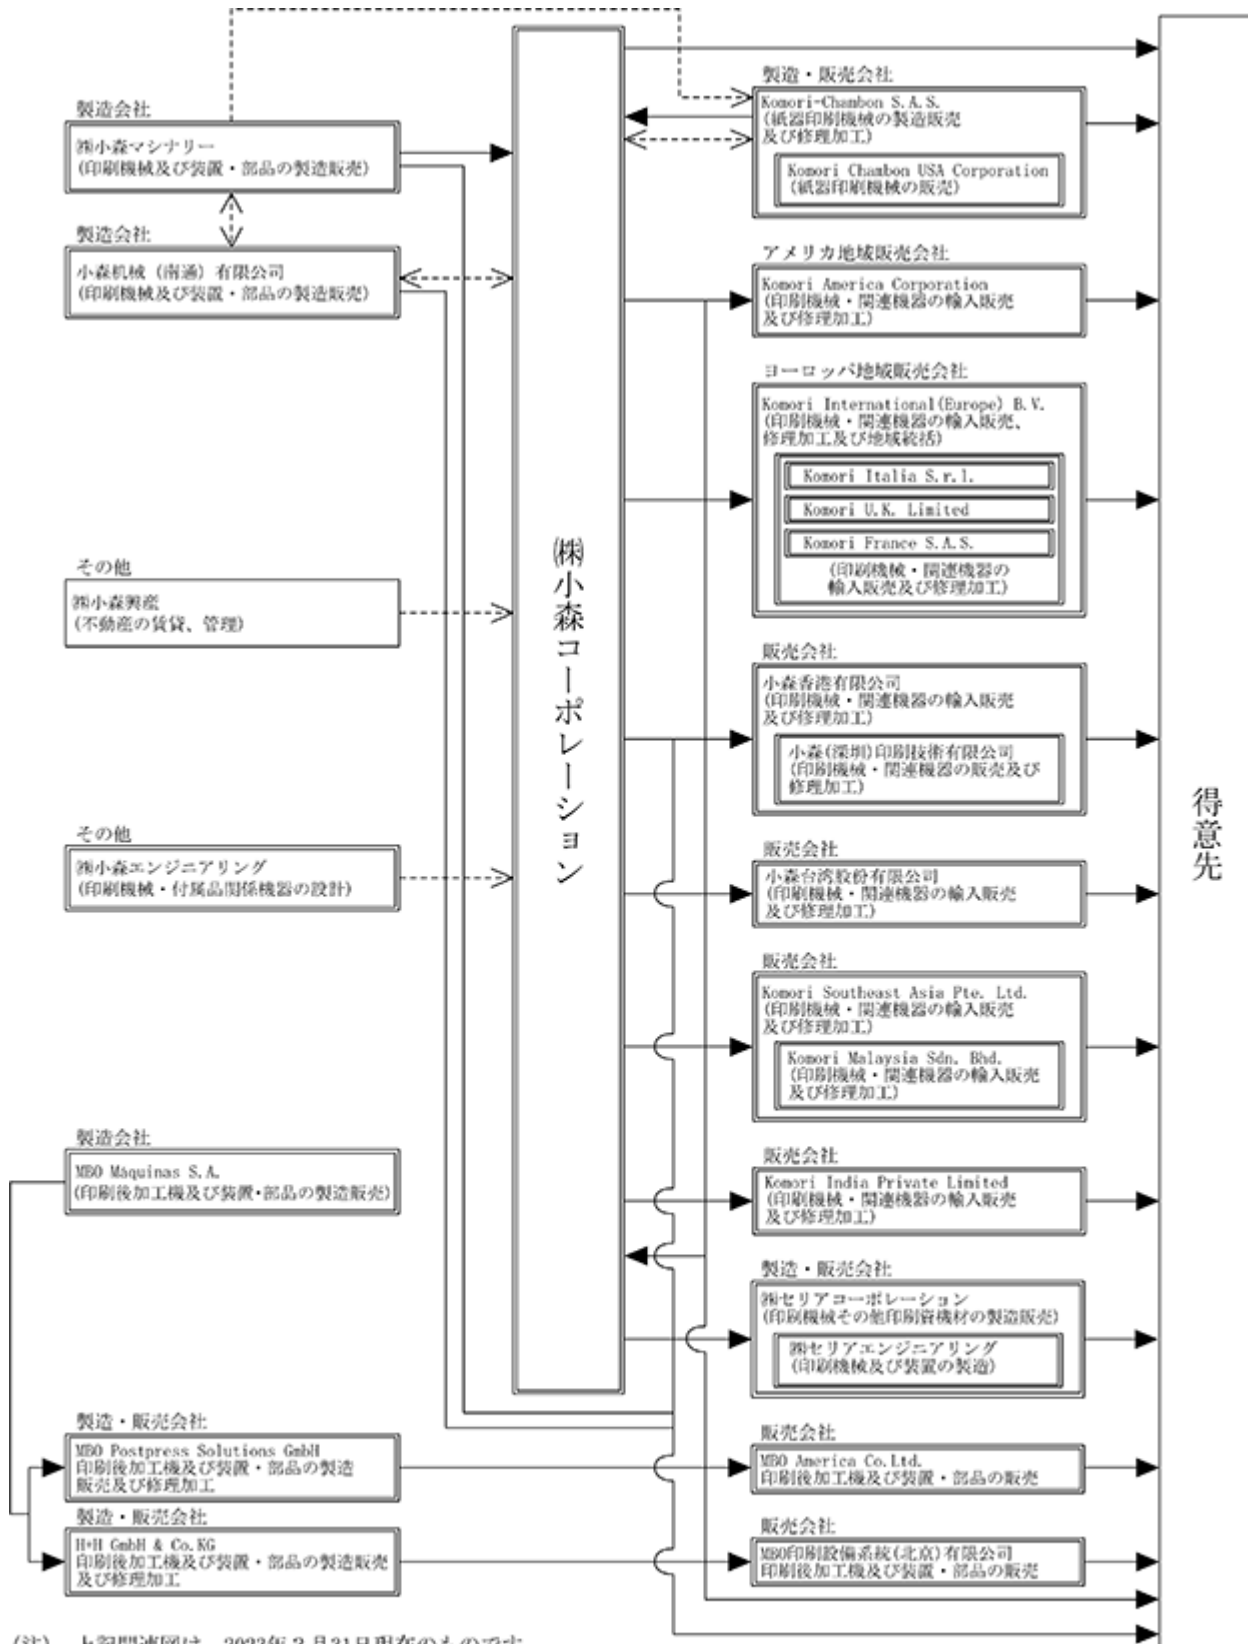 製造会社
㈱小森マシナリー
(印刷機械及び装置・部品の製造販売)
製造会社
小森机械（南通）有限公司
(印刷機械及び装置・部品の製造販売)
その他
㈱小森興産
(不動産の賃貸、管理)
その他
㈱小森エンジニアリング
(印刷機械・付属品関係機器の設計)
製造会社
MBO Maquinas S.A.
(印刷後加工機及び装置・部品の製造販売)
製造・販売会社
MBO Postpress Solutions GmbH
印刷後加工機及び装置・部品の製造
販売及び修理加工
製造・販売会社
H+H GmbH & Co.KG
印刷後加工機及び装置・部品の製造販売
及び修理加工
㈱小森コーポレーション
製造・販売会社
Komori-Chambon S.A.S.
(紙器印刷機械の製造販売
及び修理加工)
Komori Chambon USA Corporation
(紙器印刷機械の販売)
アメリカ地域販売会社
Komori America Corporation
(印刷機械・関連機器の輸入販売
及び修理加工)
ヨーロッパ地域販売会社
Komori International(Europe) B.V.
(印刷機械・関連機器の輸入販売、
修理加工及び地域統括)
Komori Italia S.r.l.
Komori U.K. Limited
Komori France S.A.S.
(印刷機械・関連機器の
輸入販売及び修理加工)
販売会社
小森香港有限公司
(印刷機械・関連機器の輸入販売
及び修理加工)
小森(深圳)印刷技術有限公司
(印刷機械・関連機器の販売及び
修理加工)
販売会社
小森台湾股份有限公司
(印刷機械・関連機器の輸入販売
及び修理加工)
販売会社
Komori Southeast Asia Pte. Ltd.
(印刷機械・関連機器の輸入販売
及び修理加工)
Komori Malaysia Sdn. Bhd.
(印刷機械・関連機器の輸入販売
及び修理加工)
販売会社
Komori India Private Limited
(印刷機械・関連機器の輸入販売
及び修理加工)
製造・販売会社
㈱セリアコーポレーション
(印刷機械その他印刷資機材の製造販売)
㈱セリアエンジニアリング
(印刷機械及び装置の製造)
販売会社
MBO America Co.Ltd.
印刷後加工機及び装置・部品の販売
販売会社
MBO印刷設備系統(北京)有限公司
印刷後加工機及び装置・部品の販売
得意先